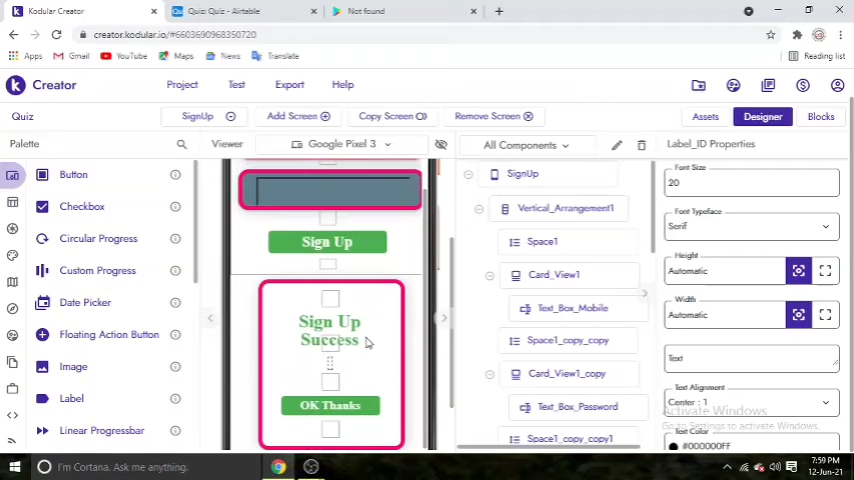 Kodular Creator
Quiz: Quiz - Airtable
Not found
creator.kodular.io/#6603690968350720
Apps
Gmail
YouTube
Maps
News
Translate
Reading list
Creator
Project
Test
Export
Help
Quiz
SignUp
Add Screen
Copy Screen
Remove Screen
Assets
Designer
Blocks
Palette
Viewer
Google Pixel 3
All Components
Label_ID Properties
Button
Checkbox
Circular Progress
Custom Progress
Date Picker
Floating Action Button
Image
Label
Linear Progressbar
Sign Up
Sign Up
Success
OK Thanks
SignUp
Vertical_Arrangement1
Space1
Card_View1
Text_Box_Mobile
Space1_copy_copy
Card_View1_copy
Text_Box_Password
Space1_copy_copy1
Font Size
20
Font Typeface
Serif
Height
Automatic
Width
Automatic
Text
Text Alignment
Center : 1
Activate Windows
Go to Settings to activate Windows.
Text Color
#000000FF
I'm Cortana. Ask me anything.
7:59 PM
12-Jun-21